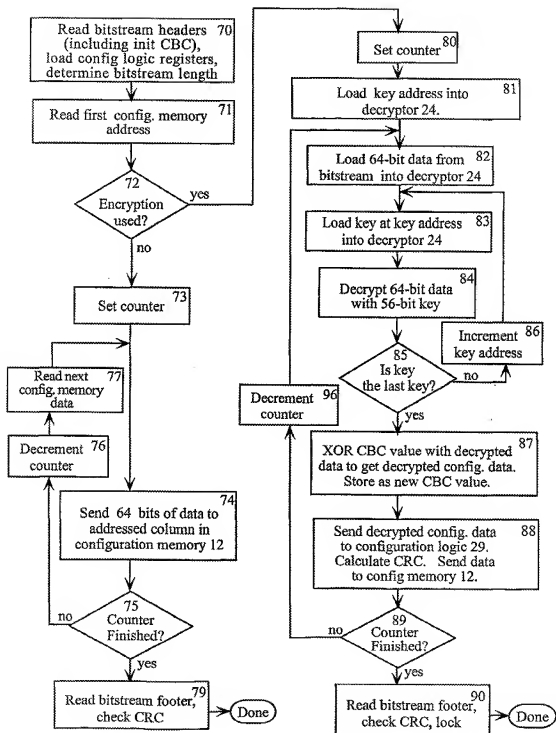 Read bitstream headers 70
(including init CBC),
load config logic registers,
determine bitstream length
Read first config. memory 71
address
72
Encryption
used?
yes
no
Set counter 73
Read next 77
config. memory
data
Decrement 76
counter
Send 64 bits of data to 74
addressed column in
configuration memory 12
75
Counter
Finished?
no
yes
Read bitstream footer, 79
check CRC
Done
Set counter 80
Load key address into 81
decryptor 24.
Load 64-bit data from 82
bitstream into decryptor 24
Load key at key address 83
into decryptor 24
Decrypt 64-bit data 84
with 56-bit key
85
Is key
the last key?
no
yes
Increment 86
key address
Decrement 96
counter
XOR CBC value with decrypted 87
data to get decrypted config. data.
Store as new CBC value.
Send decrypted config. data 88
to configuration logic 29.
Calculate CRC. Send data
to config memory 12.
89
Counter
Finished?
no
yes
Read bitstream footer, 90
check CRC, lock
Done